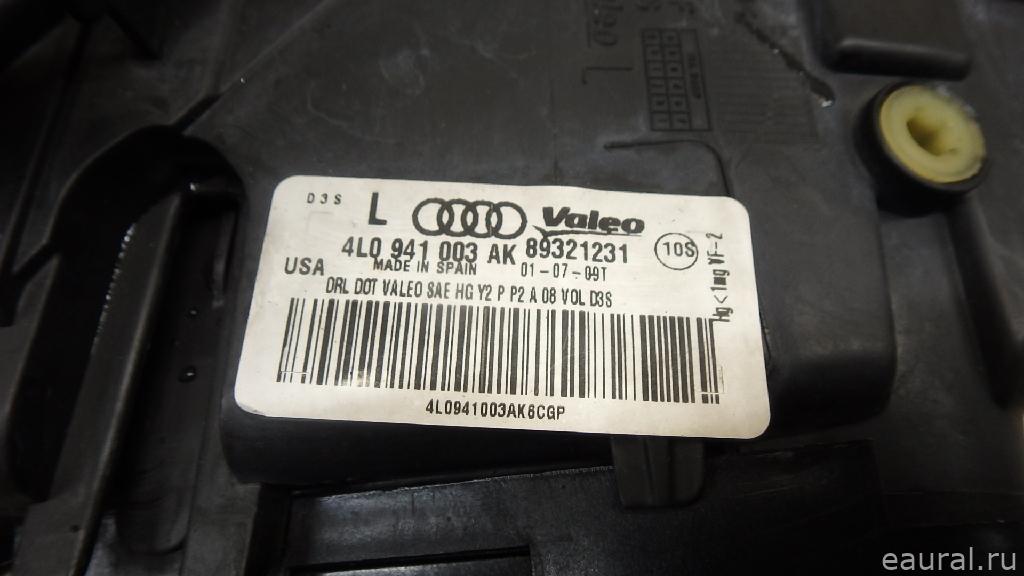 Valeo
L
D3S L Valeo
4L0 941 003 AK 89321231 10S
USA MADE IN SPAIN 01-07-09T
DRL DOT VALEO SAE HG Y2 P P2 A 08 VOL D3S
Hg<1mg VF-2
4L0941003AK6CGP
eaural.ru